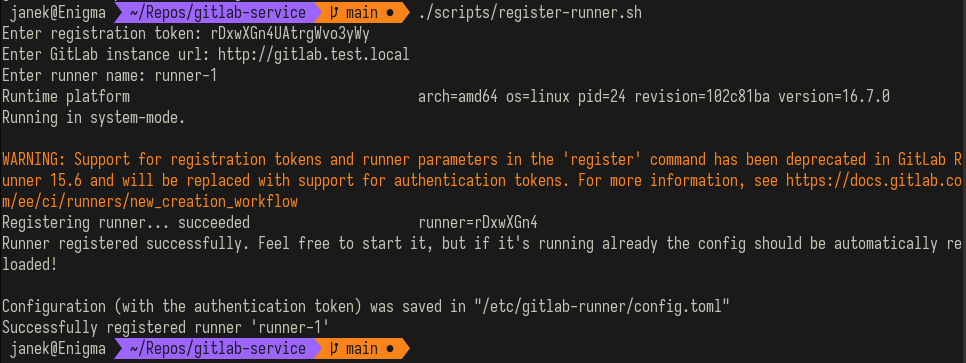 janek@Enigma ~/Repos/gitlab-service main ● ./scripts/register-runner.sh
Enter registration token: rDxwXGn4UAtrgWvo3yWy
Enter GitLab instance url: http://gitlab.test.local
Enter runner name: runner-1
Runtime platform arch=amd64 os=linux pid=24 revision=102c81ba version=16.7.0
Running in system-mode.
WARNING: Support for registration tokens and runner parameters in the 'register' command has been deprecated in GitLab R
unner 15.6 and will be replaced with support for authentication tokens. For more information, see https://docs.gitlab.co
m/ee/ci/runners/new_creation_workflow
Registering runner... succeeded runner=rDxwXGn4
Runner registered successfully. Feel free to start it, but if it's running already the config should be automatically re
loaded!
Configuration (with the authentication token) was saved in "/etc/gitlab-runner/config.toml"
Successfully registered runner 'runner-1'
janek@Enigma ~/Repos/gitlab-service main ●